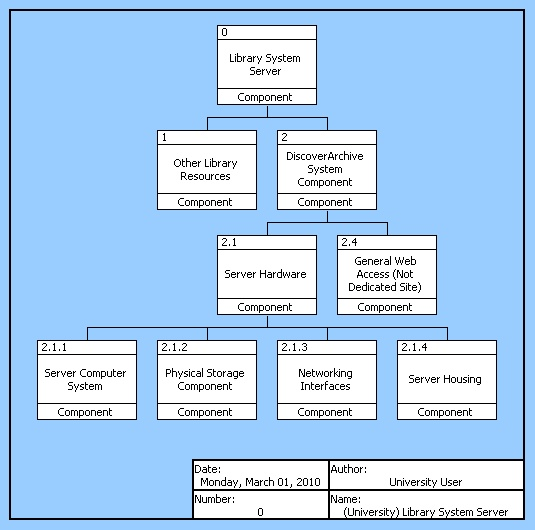 0
Library System
Server
Component
1
Other Library
Resources
Component
2
DiscoverArchive
System
Component
Component
2.1
Server Hardware
Component
2.4
General Web
Access (Not
Dedicated Site)
Component
2.1.1
Server Computer
System
Component
2.1.2
Physical Storage
Component
Component
2.1.3
Networking
Interfaces
Component
2.1.4
Server Housing
Component
Date:
Monday, March 01, 2010
Author:
University User
Number:
0
Name:
(University) Library System Server